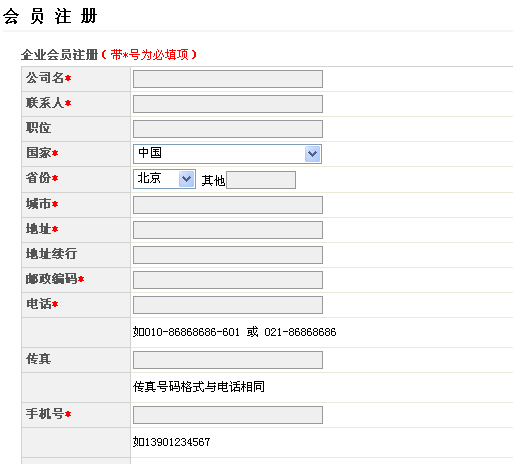 会 员 注 册
企业会员注册（带*号为必填项）
公司名*
联系人*
职位
国家* 中国
省份* 北京 其他
城市*
地址*
地址续行
邮政编码*
电话*
如010-86868686-601 或 021-86868686
传真
传真号码格式与电话相同
手机号*
如13901234567